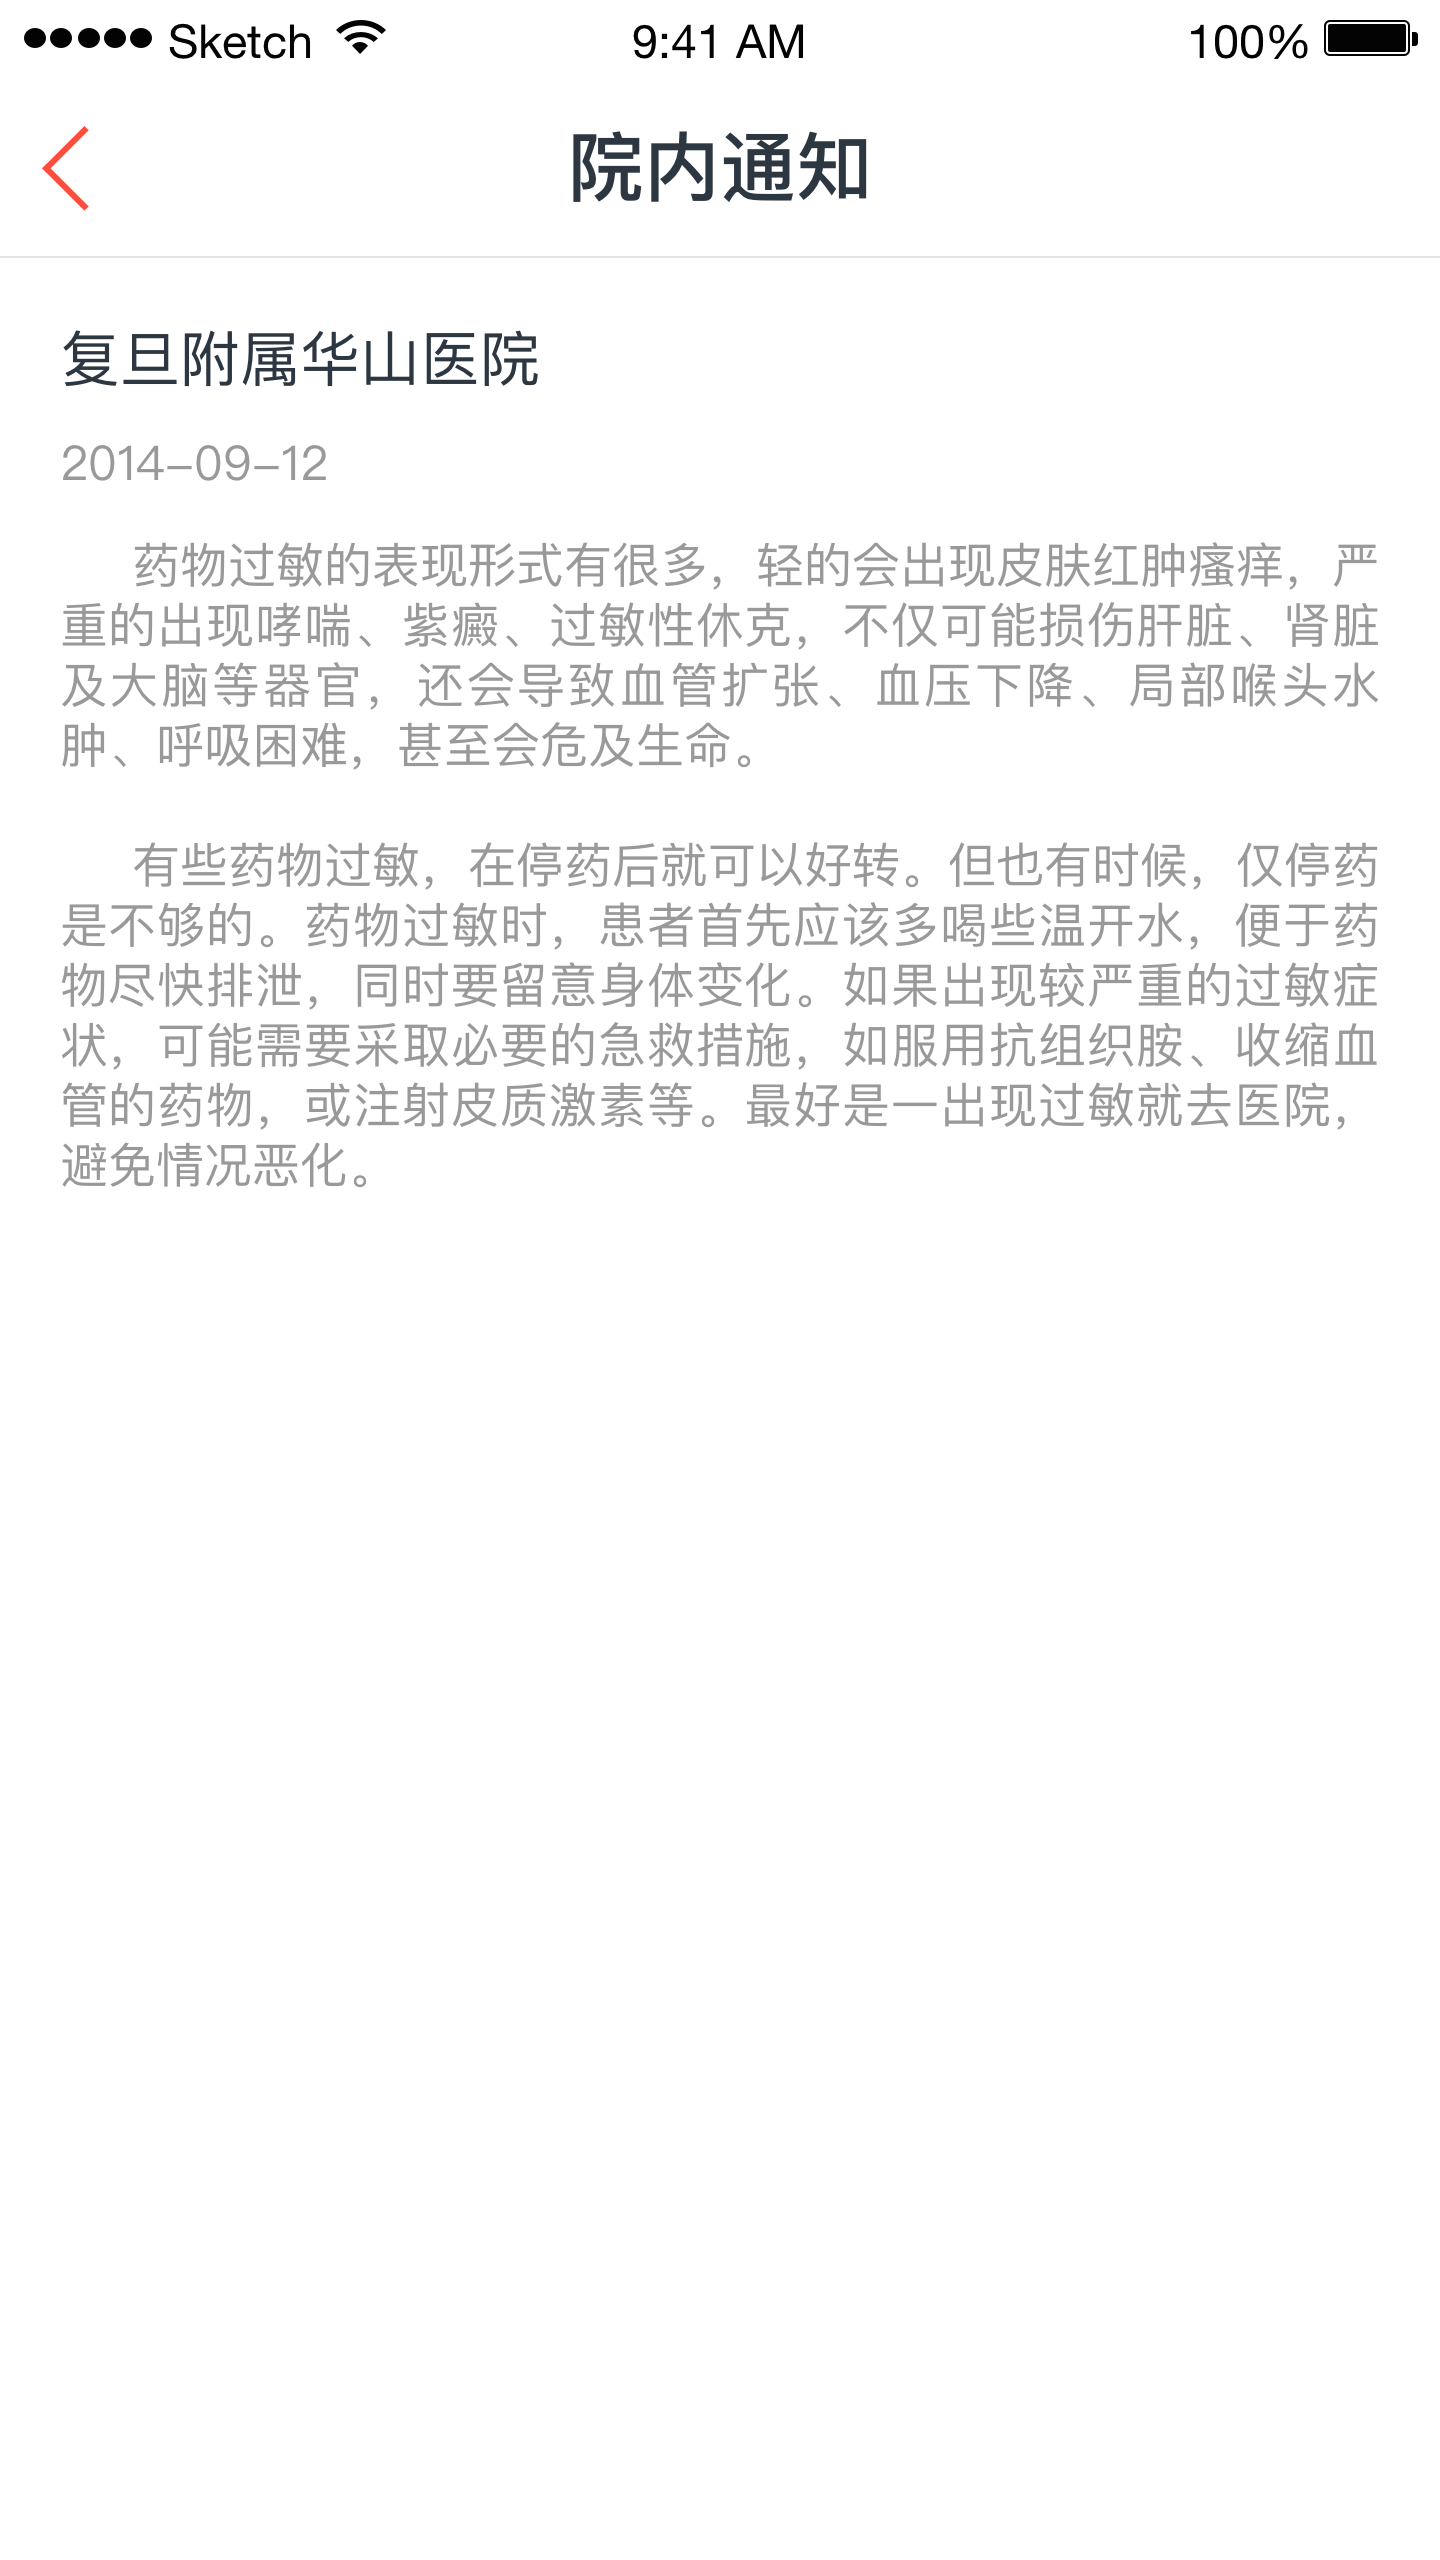 Sketch 9:41 AM 100%
院内通知
复旦附属华山医院
2014-09-12
药物过敏的表现形式有很多，轻的会出现皮肤红肿瘙痒，严
重的出现哮喘、紫癜、过敏性休克，不仅可能损伤肝脏、肾脏
及大脑等器官，还会导致血管扩张、血压下降、局部喉头水
肿、呼吸困难，甚至会危及生命。
有些药物过敏，在停药后就可以好转。但也有时候，仅停药
是不够的。药物过敏时，患者首先应该多喝些温开水，便于药
物尽快排泄，同时要留意身体变化。如果出现较严重的过敏症
状，可能需要采取必要的急救措施，如服用抗组织胺、收缩血
管的药物，或注射皮质激素等。最好是一出现过敏就去医院，
避免情况恶化。